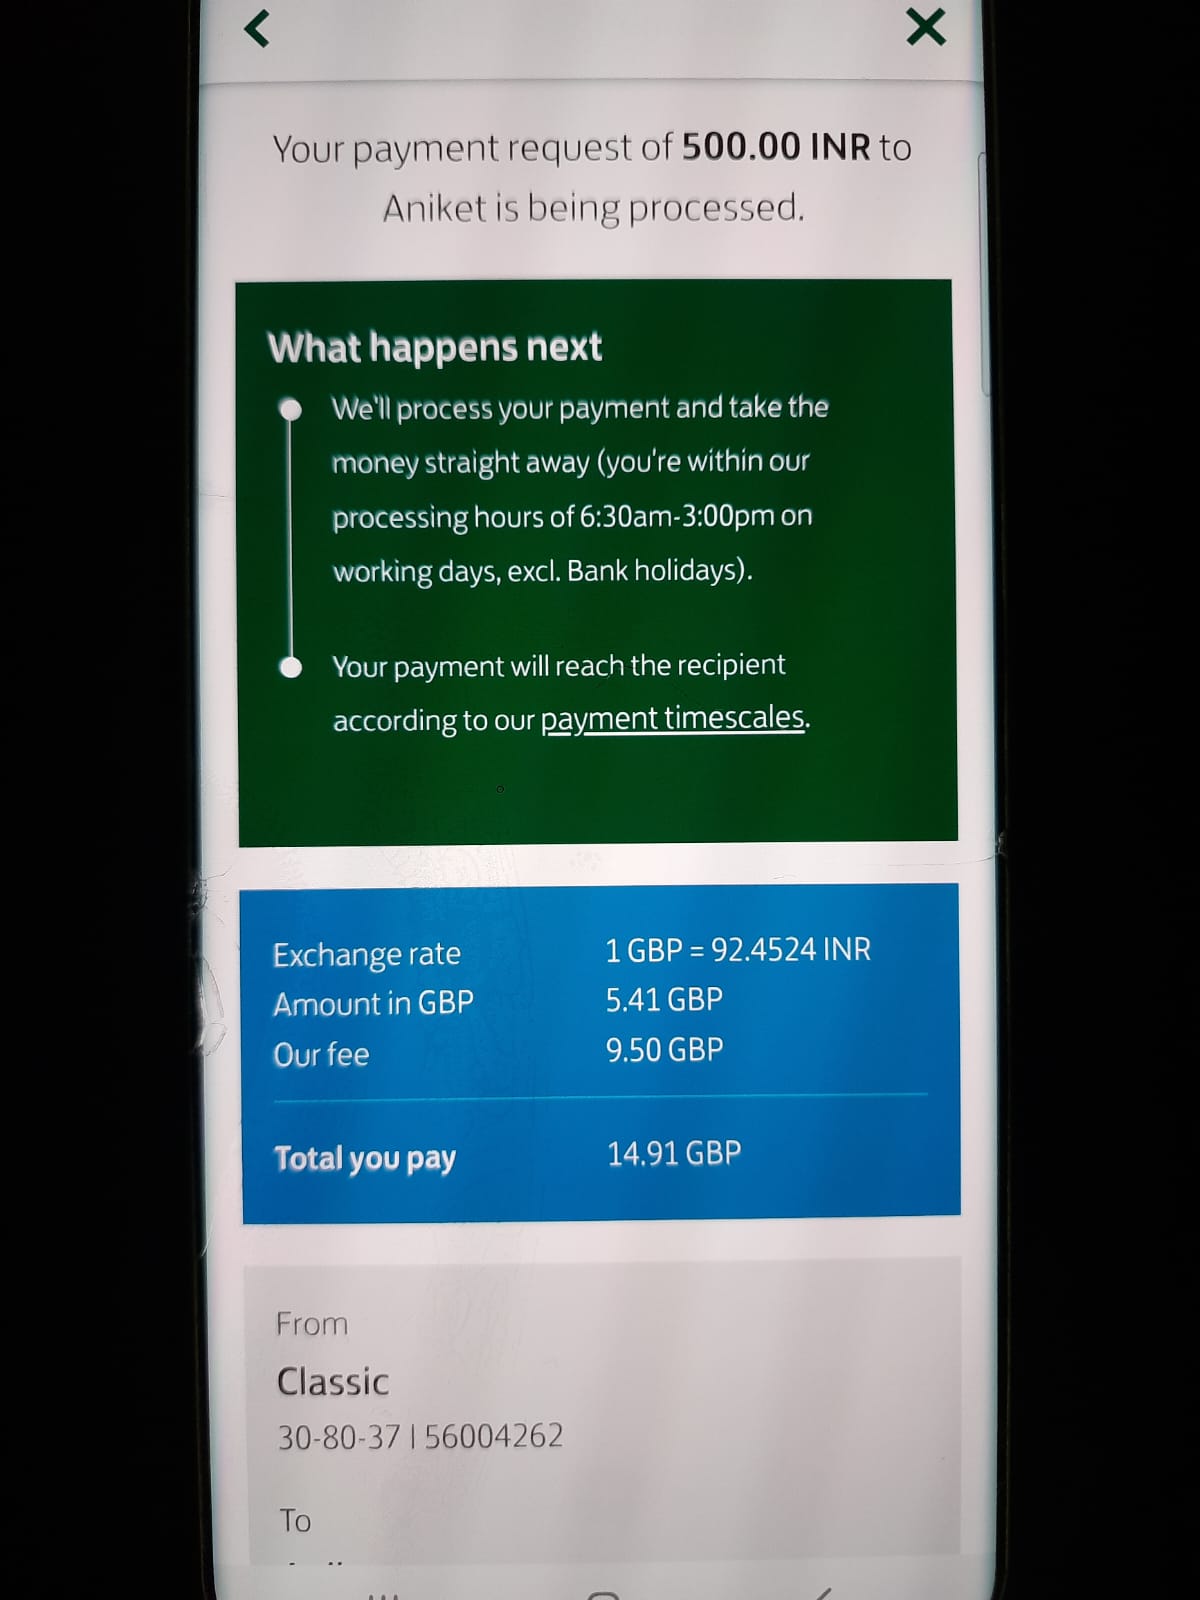 Your payment request of 500.00 INR to
Aniket is being processed.
What happens next
We'll process your payment and take the
money straight away (you're within our
processing hours of 6:30am-3:00pm on
working days, excl. Bank holidays).
Your payment will reach the recipient
according to our payment timescales.
Exchange rate 1 GBP = 92.4524 INR
Amount in GBP 5.41 GBP
Our fee 9.50 GBP
Total you pay 14.91 GBP
From
Classic
30-80-37 | 56004262
To